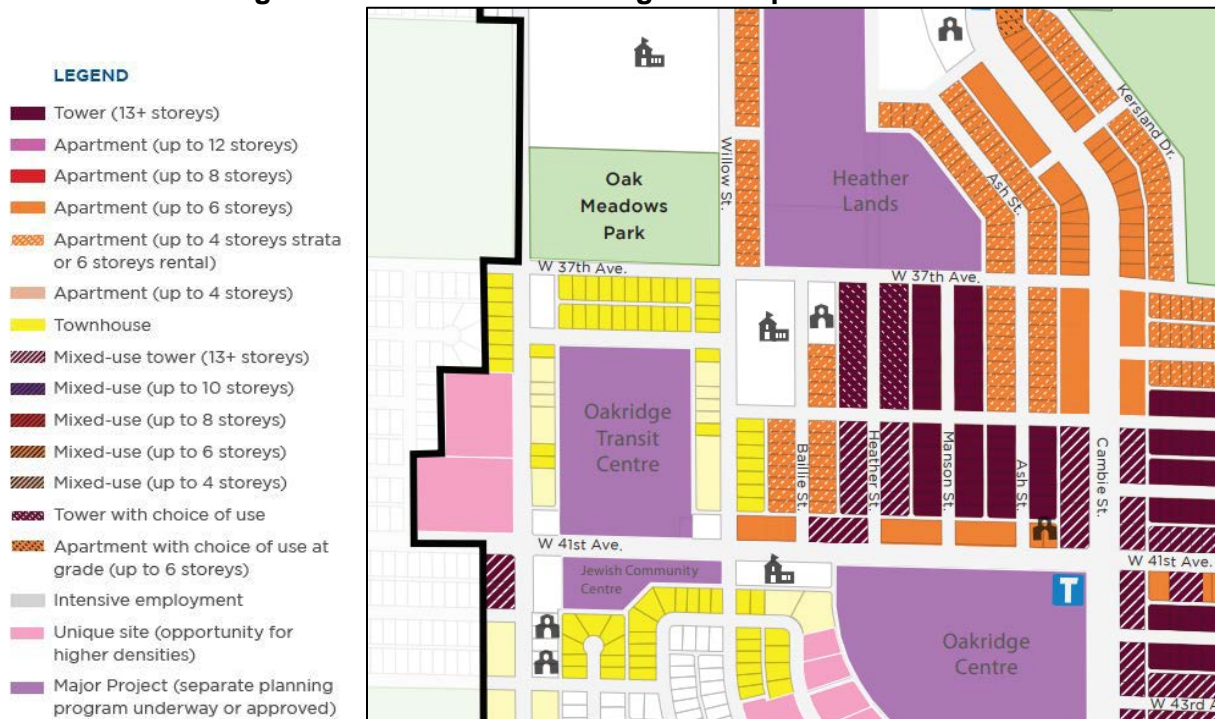 LEGEND
Tower (13+ storeys)
Apartment (up to 12 storeys)
Apartment (up to 8 storeys)
Apartment (up to 6 storeys)
Apartment (up to 4 storeys strata
or 6 storeys rental)
Apartment (up to 4 storeys)
Townhouse
Mixed-use tower (13+ storeys)
Mixed-use (up to 10 storeys)
Mixed-use (up to 8 storeys)
Mixed-use (up to 6 storeys)
Mixed-use (up to 4 storeys)
Tower with choice of use
Apartment with choice of use at
grade (up to 6 storeys)
Intensive employment
Unique site (opportunity for
higher densities)
Major Project (separate planning
program underway or approved)
Kersland Dr.
Willow St.
Oak
Meadows
Park
Heather
Lands
Ash St.
W 37th Ave.
W 37th Ave.
Oakridge
Transit
Centre
Baillie St.
Heather St.
Manson St.
Ash St.
Cambie St.
W 41st Ave.
W 41st Ave.
Jewish Community
Centre
T
Oakridge
Centre
W 43rd A